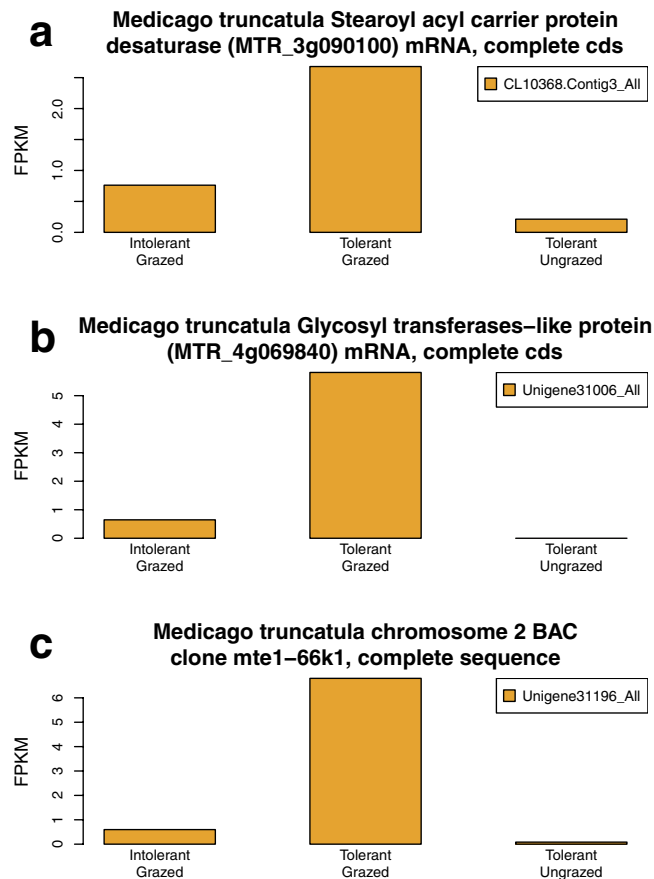 a
Medicago truncatula Stearoyl acyl carrier protein
desaturase (MTR_3g090100) mRNA, complete cds
CL10368.Contig3_All
FPKM
2.0
1.0
0.0
Intolerant
Grazed
Tolerant
Grazed
Tolerant
Ungrazed
b
Medicago truncatula Glycosyl transferases–like protein
(MTR_4g069840) mRNA, complete cds
Unigene31006_All
FPKM
5
4
3
2
1
0
Intolerant
Grazed
Tolerant
Grazed
Tolerant
Ungrazed
c
Medicago truncatula chromosome 2 BAC
clone mte1–66k1, complete sequence
Unigene31196_All
FPKM
6
5
4
3
2
1
0
Intolerant
Grazed
Tolerant
Grazed
Tolerant
Ungrazed